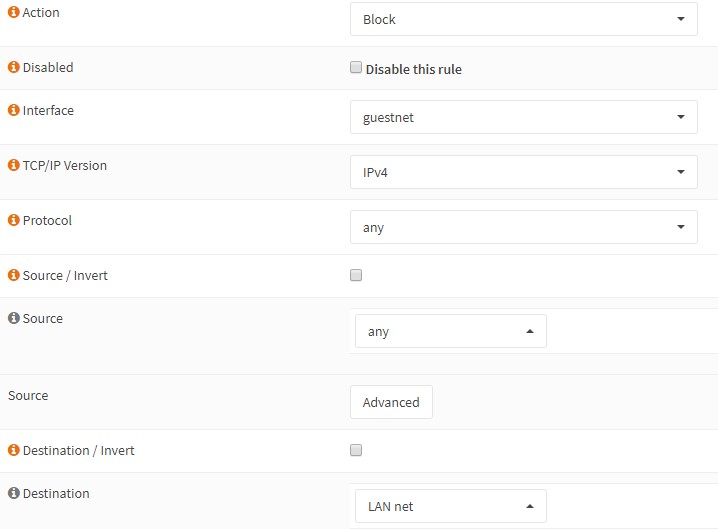 Action
Block
Disabled
Disable this rule
Interface
guestnet
TCP/IP Version
IPv4
Protocol
any
Source / Invert
Source
any
Source
Advanced
Destination / Invert
Destination
LAN net